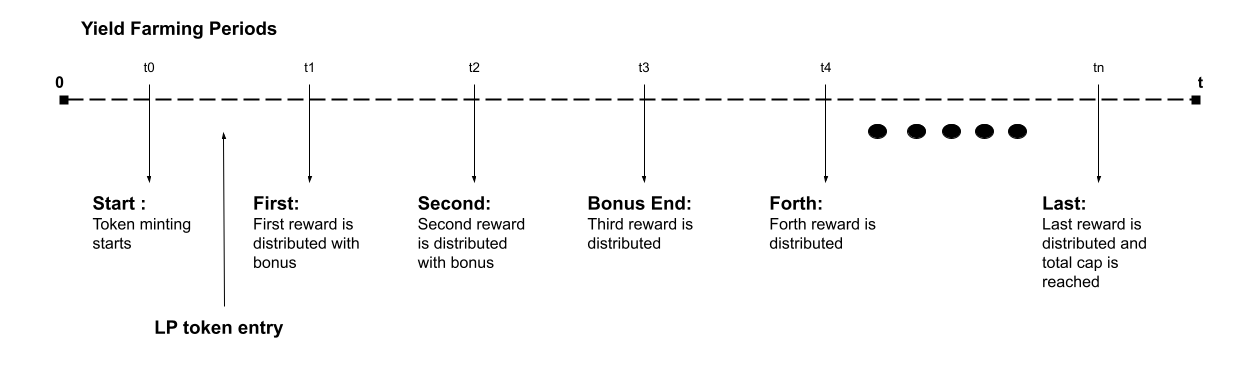 Yield Farming Periods
t0
t1
t2
t3
t4
tn
0
t
Start :
Token minting
starts
First:
First reward is
distributed with
bonus
Second:
Second reward
is distributed
with bonus
Bonus End:
Third reward is
distributed
Forth:
Forth reward is
distributed
Last:
Last reward is
distributed and
total cap is
reached
LP token entry